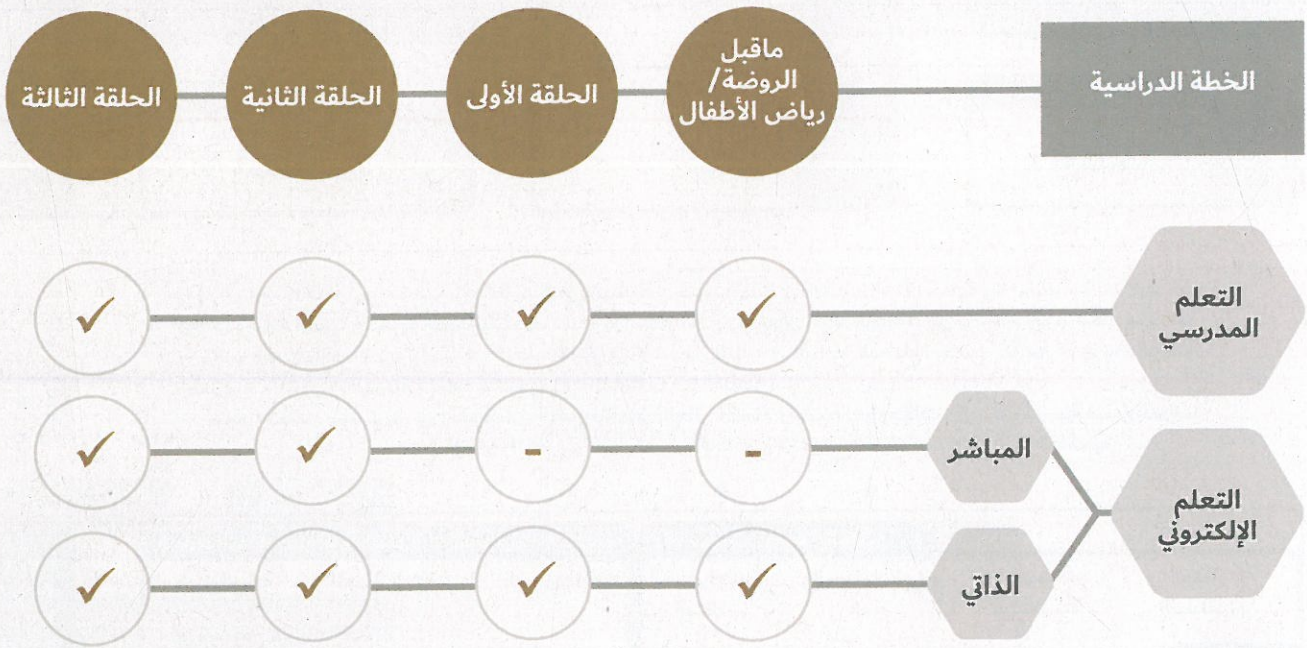 الخطة الدراسية
ماقبل
الروضة/
رياض الأطفال
الحلقة الأولى
الحلقة الثانية
الحلقة الثالثة
التعلم
المدرسي
✓
✓
✓
✓
التعلم
الإلكتروني
المباشر
-
-
✓
✓
الذاتي
✓
✓
✓
✓